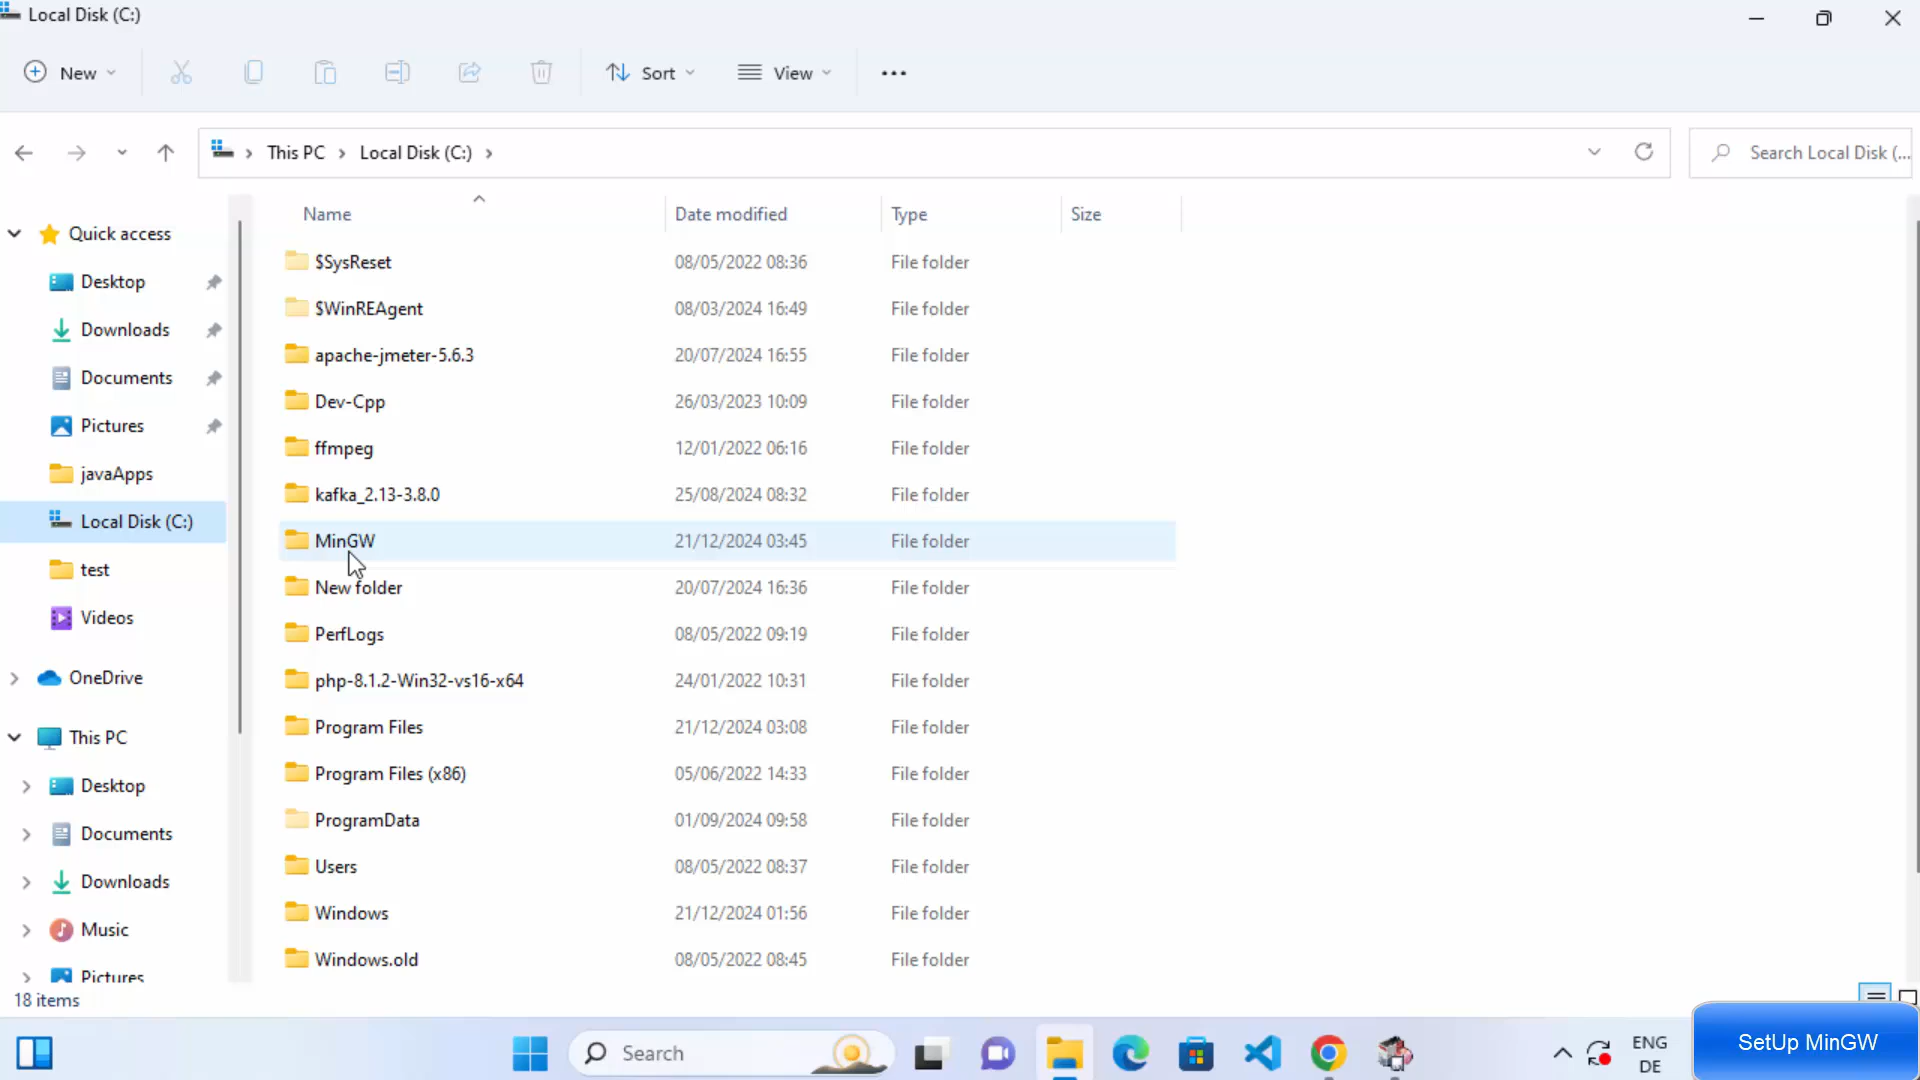 Local Disk (C:)
New
Sort
View
This PC
Local Disk (C:)
Search Local Disk (...
Name
Date modified
Type
Size
Quick access
Desktop
Downloads
Documents
Pictures
javaApps
Local Disk (C:)
test
Videos
OneDrive
This PC
Desktop
Documents
Downloads
Music
Pictures
$SysReset 08/05/2022 08:36 File folder
$WinREAgent 08/03/2024 16:49 File folder
apache-jmeter-5.6.3 20/07/2024 16:55 File folder
Dev-Cpp 26/03/2023 10:09 File folder
ffmpeg 12/01/2022 06:16 File folder
kafka_2.13-3.8.0 25/08/2024 08:32 File folder
MinGW 21/12/2024 03:45 File folder
New folder 20/07/2024 16:36 File folder
PerfLogs 08/05/2022 09:19 File folder
php-8.1.2-Win32-vs16-x64 24/01/2022 10:31 File folder
Program Files 21/12/2024 03:08 File folder
Program Files (x86) 05/06/2022 14:33 File folder
ProgramData 01/09/2024 09:58 File folder
Users 08/05/2022 08:37 File folder
Windows 21/12/2024 01:56 File folder
Windows.old 08/05/2022 08:45 File folder
18 items
Search
ENG
DE
SetUp MinGW